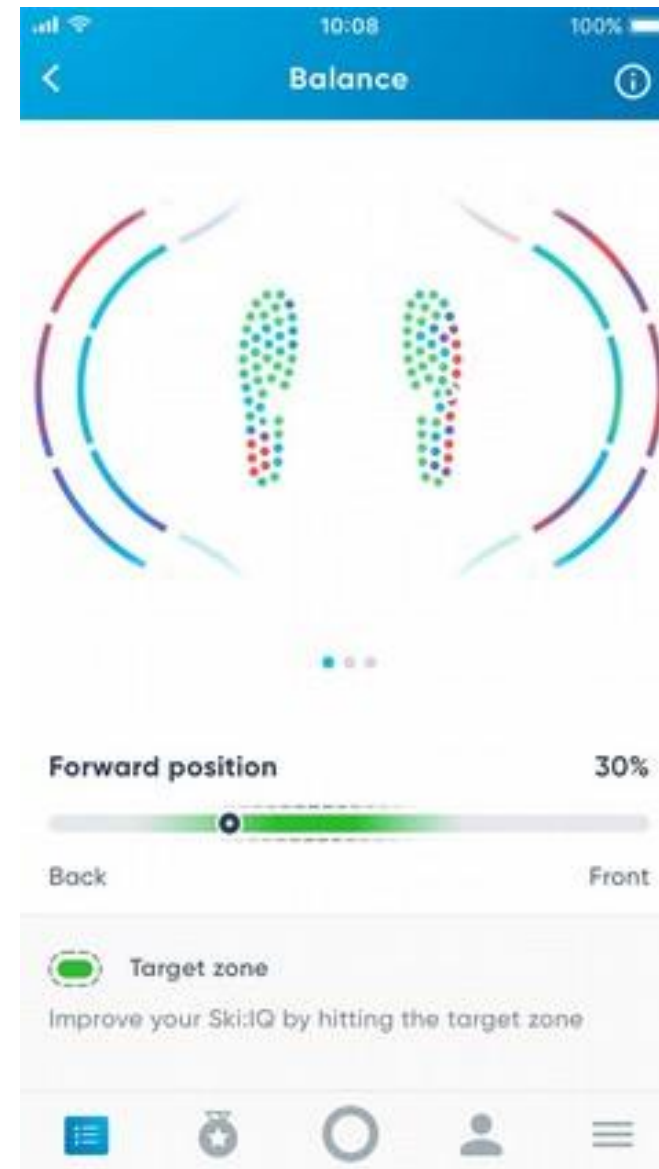 10:08
100%
Balance
Forward position
30%
Back
Front
Target zone
Improve your Ski:IQ by hitting the target zone